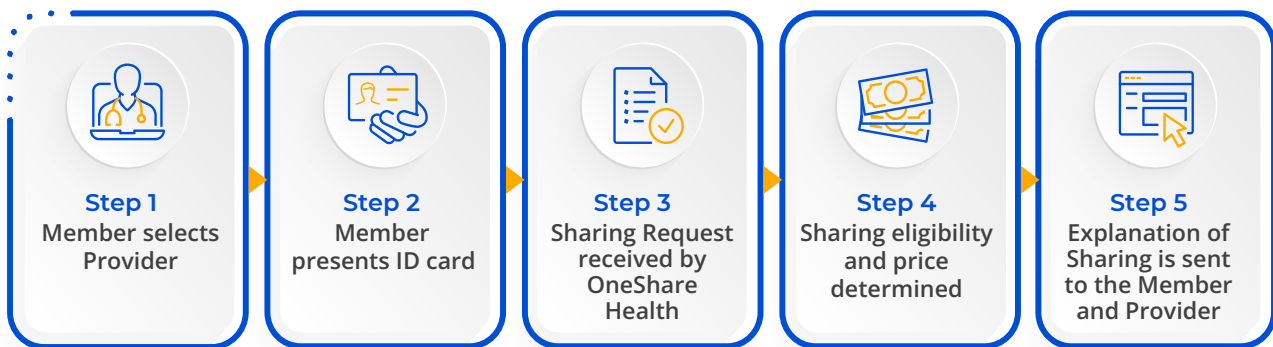 Step 1
Member selects
Provider
Step 2
Member
presents ID card
Step 3
Sharing Request
received by
OneShare
Health
Step 4
Sharing eligibility
and price
determined
Step 5
Explanation of
Sharing is sent
to the Member
and Provider